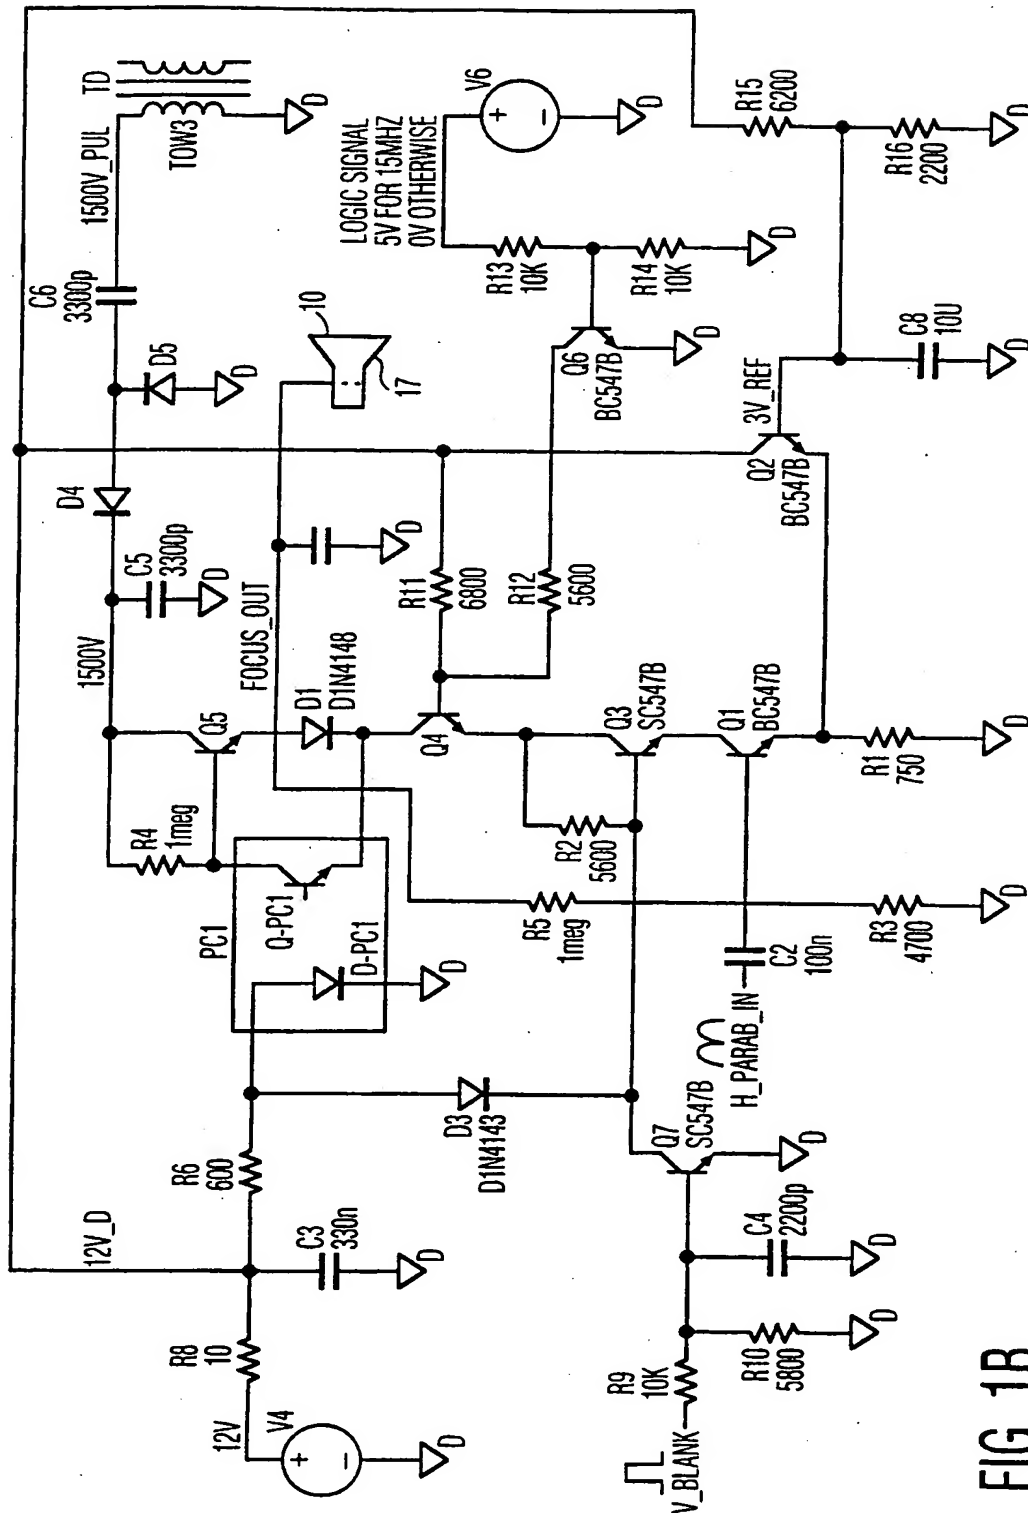 1500V_PUL
TD
TOW3
D
C6
3300p
D5
D
D4
1500V
C5
3300p
D
LOGIC SIGNAL
5V FOR 15MHZ
0V OTHERWISE
V6
+
−
D
R13
10K
R14
10K
D
Q6
BC547B
D
R15
6200
R16
2200
D
C8
10U
D
3V_REF
Q2
BC547B
10
17
FOCUS_OUT
D
R11
6800
R12
5600
Q5
D1
D1N4148
Q4
Q3
SC547B
Q1
BC547B
R1
750
D
R4
1meg
PC1
Q-PC1
D-PC1
D
R2
5600
R5
1meg
R3
4700
D
C2
100n
H_PARAB_IN
D3
D1N4143
Q7
SC547B
D
12V_D
R6
600
C3
330n
D
C4
2200p
D
R8
10
12V
V4
+
−
D
R9
10K
R10
5800
D
V_BLANK
FIG. 1B